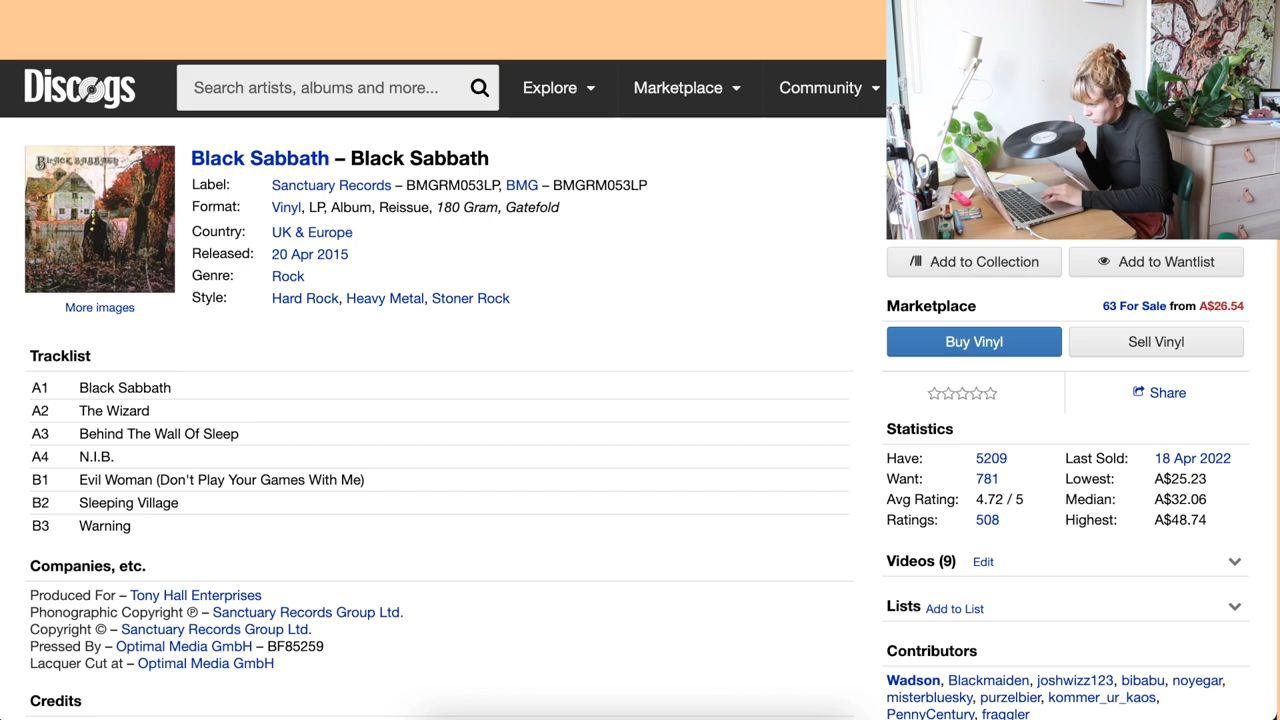 Discogs
Search artists, albums and more...
Explore
Marketplace
Community
BLACK SABBATH
More images
Black Sabbath – Black Sabbath
Label: Sanctuary Records – BMGRM053LP, BMG – BMGRM053LP
Format: Vinyl, LP, Album, Reissue, 180 Gram, Gatefold
Country: UK & Europe
Released: 20 Apr 2015
Genre: Rock
Style: Hard Rock, Heavy Metal, Stoner Rock
Tracklist
A1 Black Sabbath
A2 The Wizard
A3 Behind The Wall Of Sleep
A4 N.I.B.
B1 Evil Woman (Don't Play Your Games With Me)
B2 Sleeping Village
B3 Warning
Companies, etc.
Produced For – Tony Hall Enterprises
Phonographic Copyright ℗ – Sanctuary Records Group Ltd.
Copyright © – Sanctuary Records Group Ltd.
Pressed By – Optimal Media GmbH – BF85259
Lacquer Cut at – Optimal Media GmbH
Credits
Add to Collection
Add to Wantlist
Marketplace 63 For Sale from A$26.54
Buy Vinyl
Sell Vinyl
Share
Statistics
Have: 5209 Last Sold: 18 Apr 2022
Want: 781 Lowest: A$25.23
Avg Rating: 4.72 / 5 Median: A$32.06
Ratings: 508 Highest: A$48.74
Videos (9) Edit
Lists Add to List
Contributors
Wadson, Blackmaiden, joshwizz123, bibabu, noyegar,
misterbluesky, purzelbier, kommer_ur_kaos,
PennyCentury, fraggler